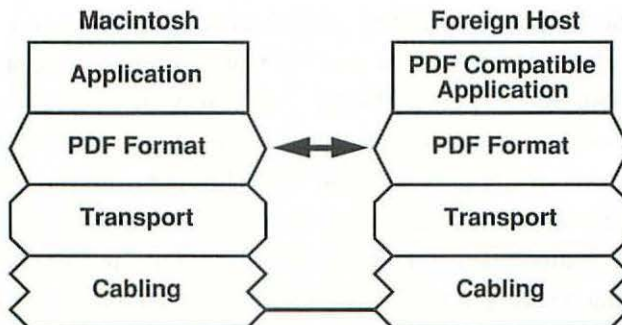 Macintosh
Foreign Host
Application
PDF Compatible
Application
PDF Format
PDF Format
Transport
Transport
Cabling
Cabling